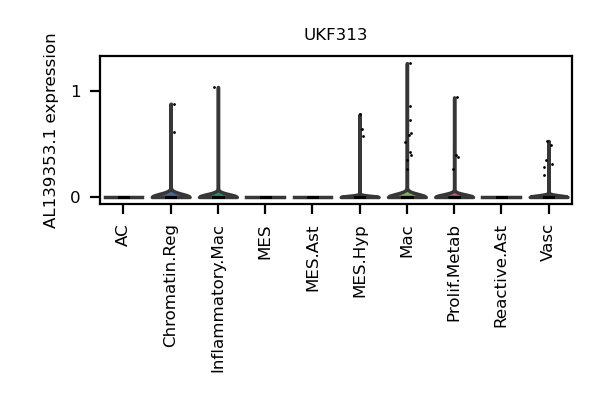 UKF313
AL139353.1 expression
1
0
AC
Chromatin.Reg
Inflammatory.Mac
MES
MES.Ast
MES.Hyp
Mac
Prolif.Metab
Reactive.Ast
Vasc